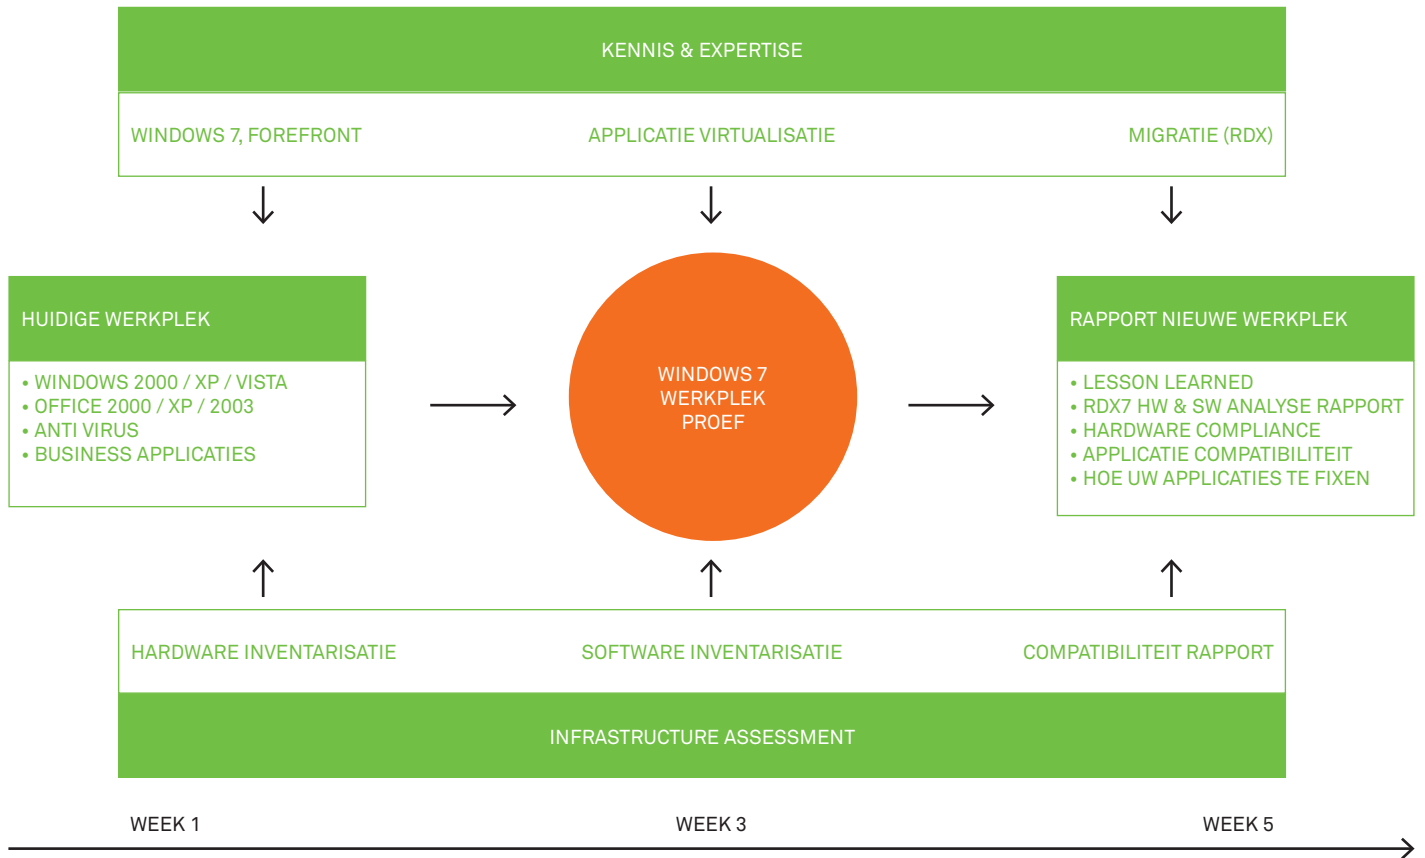 KENNIS & EXPERTISE
WINDOWS 7, FOREFRONT
APPLICATIE VIRTUALISATIE
MIGRATIE (RDX)
HUIDIGE WERKPLEK
• WINDOWS 2000 / XP / VISTA
• OFFICE 2000 / XP / 2003
• ANTI VIRUS
• BUSINESS APPLICATIES
WINDOWS 7
WERKPLEK
PROEF
RAPPORT NIEUWE WERKPLEK
• LESSON LEARNED
• RDX7 HW & SW ANALYSE RAPPORT
• HARDWARE COMPLIANCE
• APPLICATIE COMPATIBILITEIT
• HOE UW APPLICATIES TE FIXEN
HARDWARE INVENTARISATIE
SOFTWARE INVENTARISATIE
COMPATIBILITEIT RAPPORT
INFRASTRUCTURE ASSESSMENT
WEEK 1
WEEK 3
WEEK 5